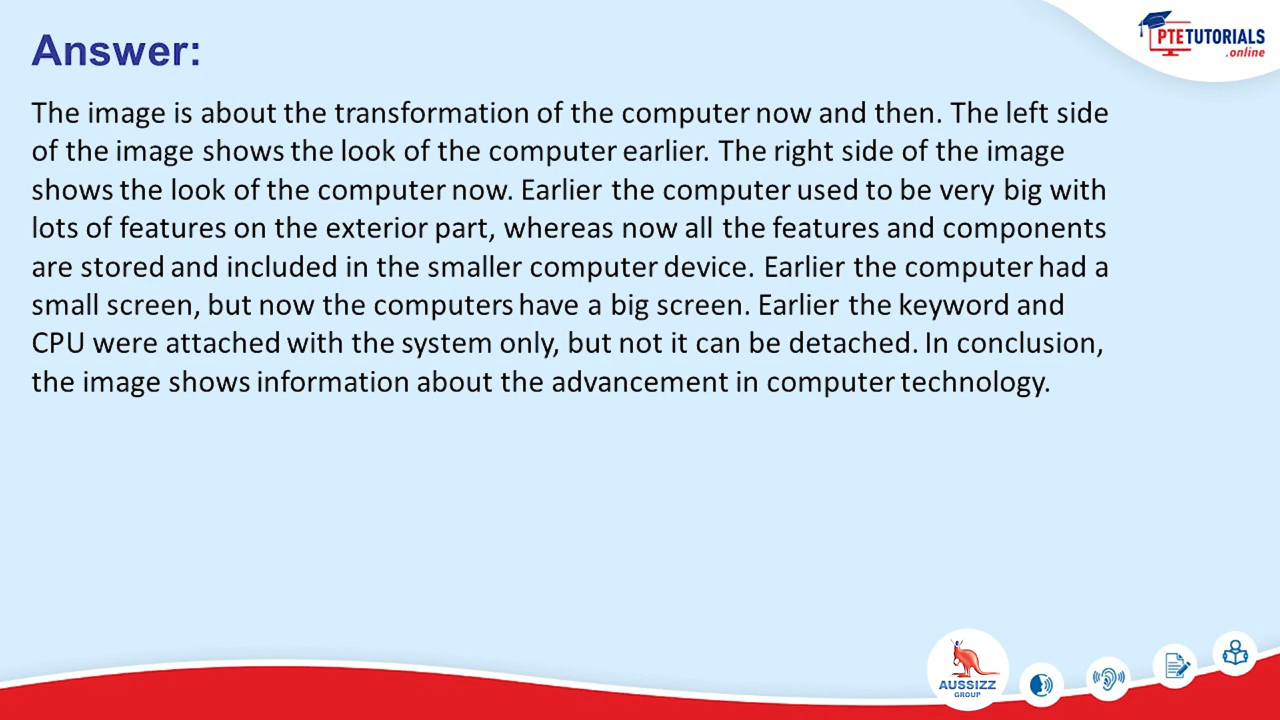 Answer:
PTETUTORIALS
.online
The image is about the transformation of the computer now and then. The left side
of the image shows the look of the computer earlier. The right side of the image
shows the look of the computer now. Earlier the computer used to be very big with
lots of features on the exterior part, whereas now all the features and components
are stored and included in the smaller computer device. Earlier the computer had a
small screen, but now the computers have a big screen. Earlier the keyword and
CPU were attached with the system only, but not it can be detached. In conclusion,
the image shows information about the advancement in computer technology.
AUSSIZZ
GROUP